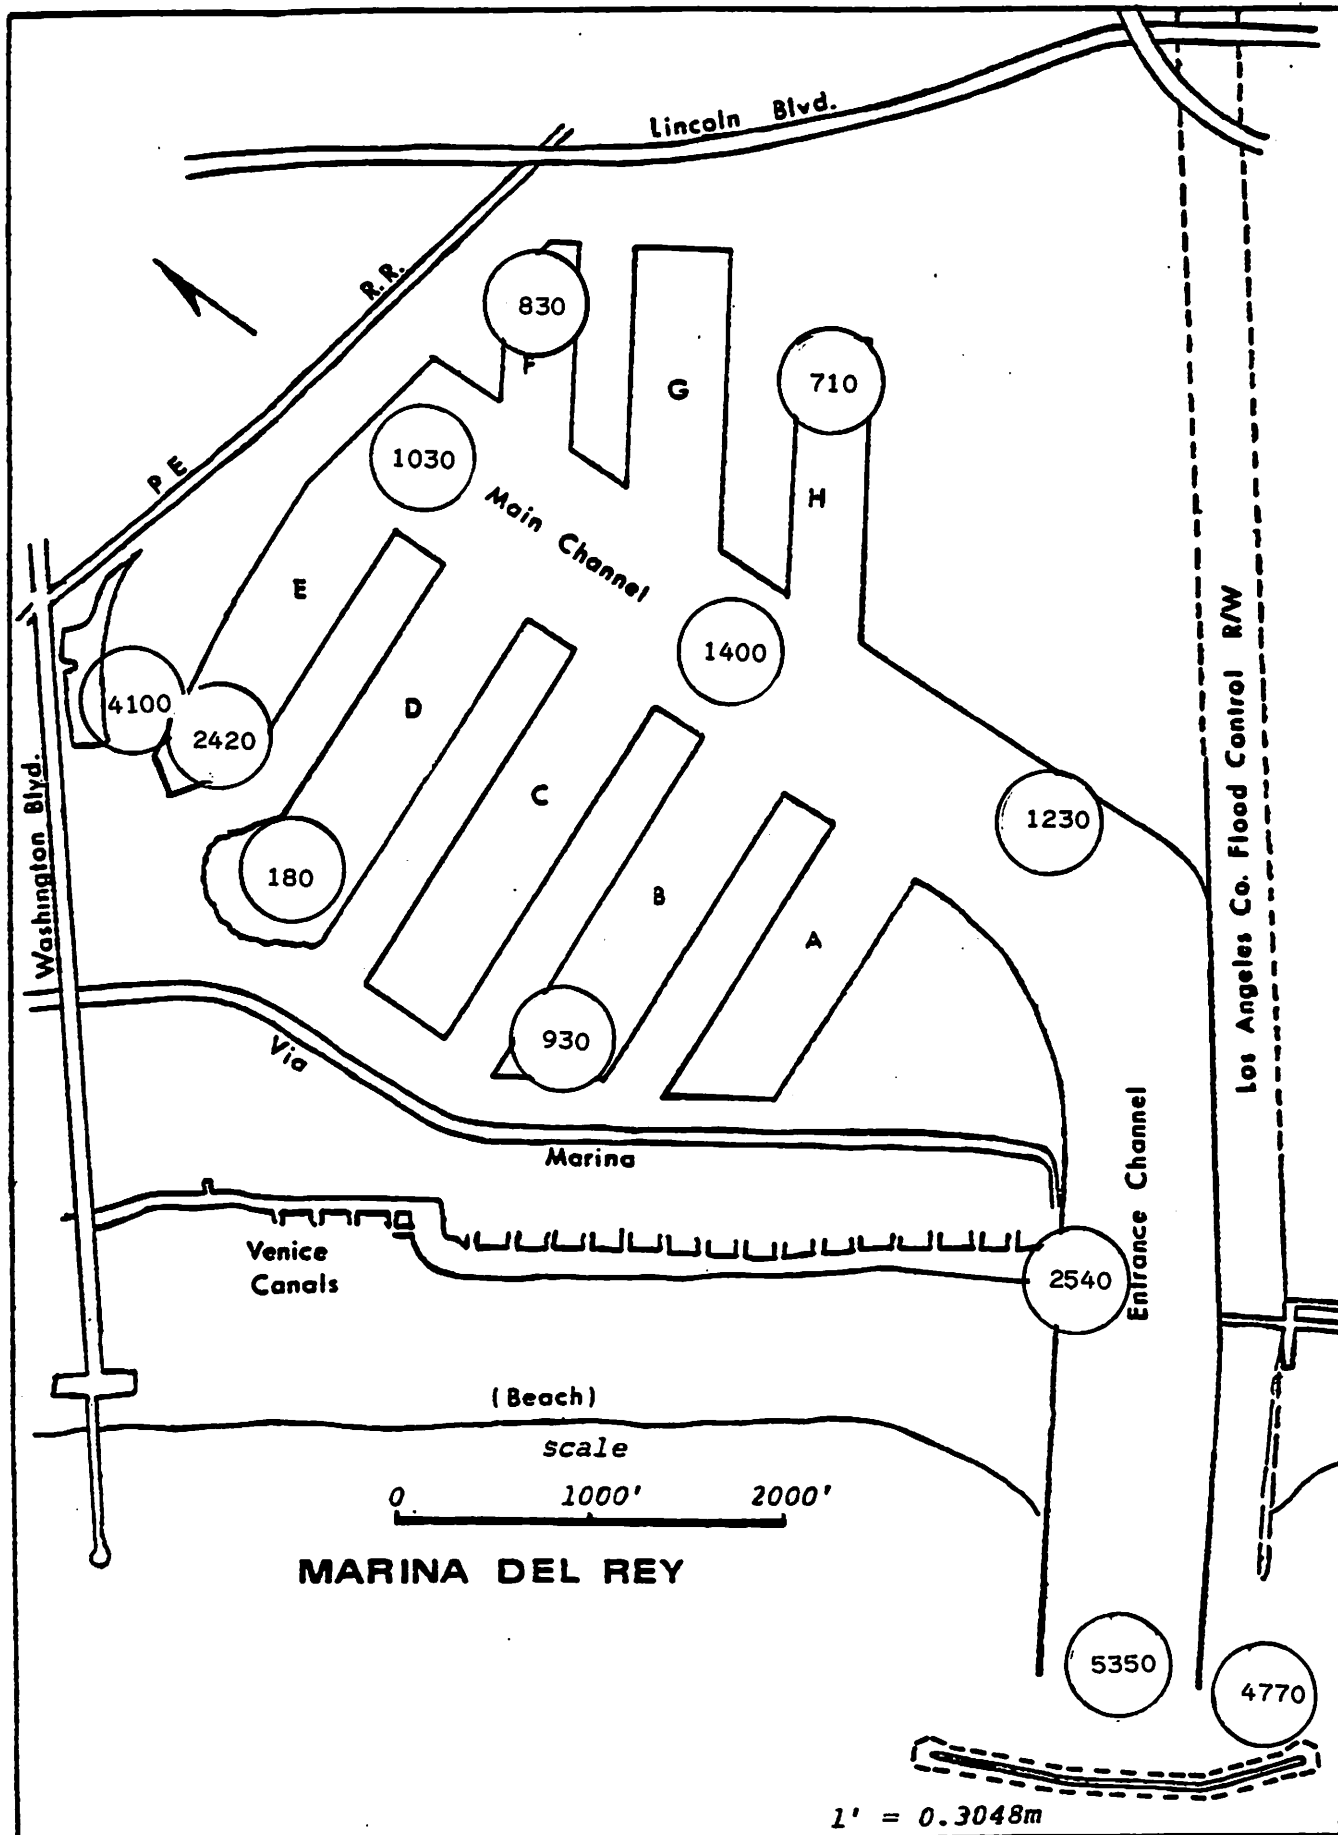 Lincoln Blvd.
P E R.R.
830
F
G
710
1030
Main Channel
H
E
1400
4100
2420
D
C
1230
180
B
A
930
Washington Blvd.
Los Angeles Co. Flood Control R/W
Via
Marina
Entrance Channel
Venice
Canals
2540
(Beach)
scale
0 1000' 2000'
MARINA DEL REY
5350
4770
1' = 0.3048m